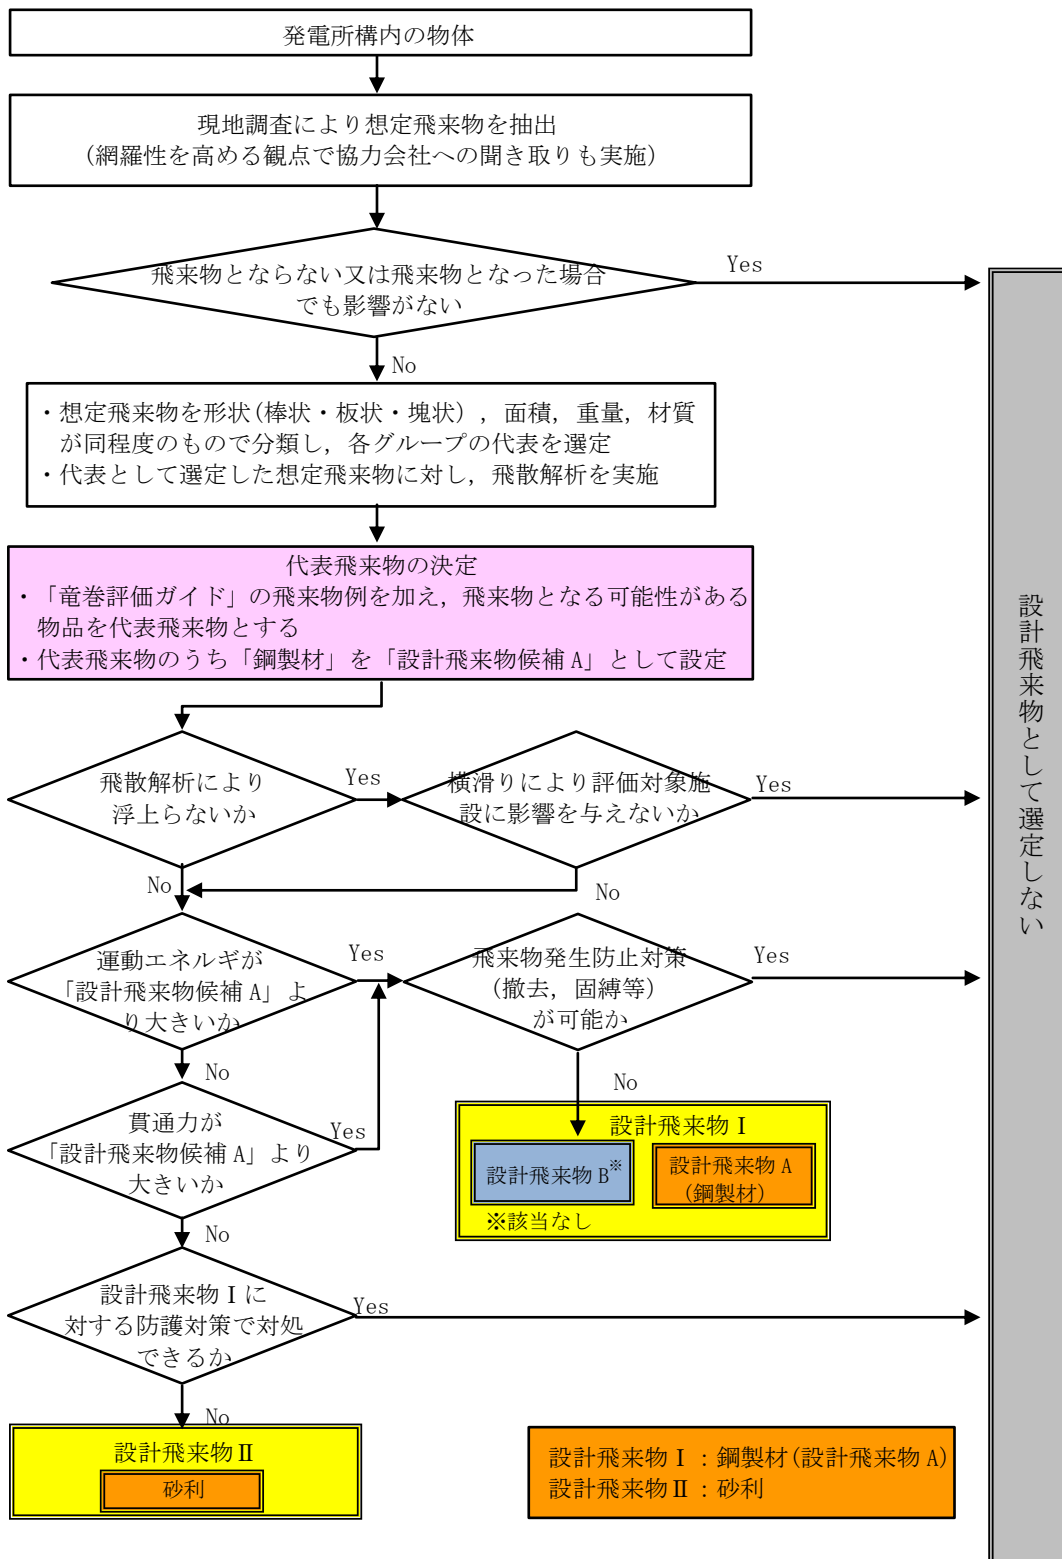 発電所構内の物体
現地調査により想定飛来物を抽出
(網羅性を高める観点で協力会社への聞き取りも実施)
飛来物とならない又は飛来物となった場合
でも影響がない
Yes
No
・想定飛来物を形状(棒状・板状・塊状)，面積，重量，材質
が同程度のもので分類し，各グループの代表を選定
・代表として選定した想定飛来物に対し，飛散解析を実施
代表飛来物の決定
・「竜巻評価ガイド」の飛来物例を加え，飛来物となる可能性がある
物品を代表飛来物とする
・代表飛来物のうち「鋼製材」を「設計飛来物候補 A」として設定
飛散解析により
浮上らないか
Yes
No
横滑りにより評価対象施
設に影響を与えないか
Yes
No
運動エネルギが
「設計飛来物候補 A」よ
り大きいか
Yes
No
飛来物発生防止対策
(撤去，固縛等)
が可能か
Yes
No
貫通力が
「設計飛来物候補 A」より
大きいか
Yes
No
設計飛来物Ⅰ
設計飛来物 B※
設計飛来物 A
(鋼製材)
※該当なし
設計飛来物Ⅰに
対する防護対策で対処
できるか
Yes
No
設計飛来物Ⅱ
砂利
設計飛来物Ⅰ：鋼製材(設計飛来物 A)
設計飛来物Ⅱ：砂利
設計飛来物として選定しない